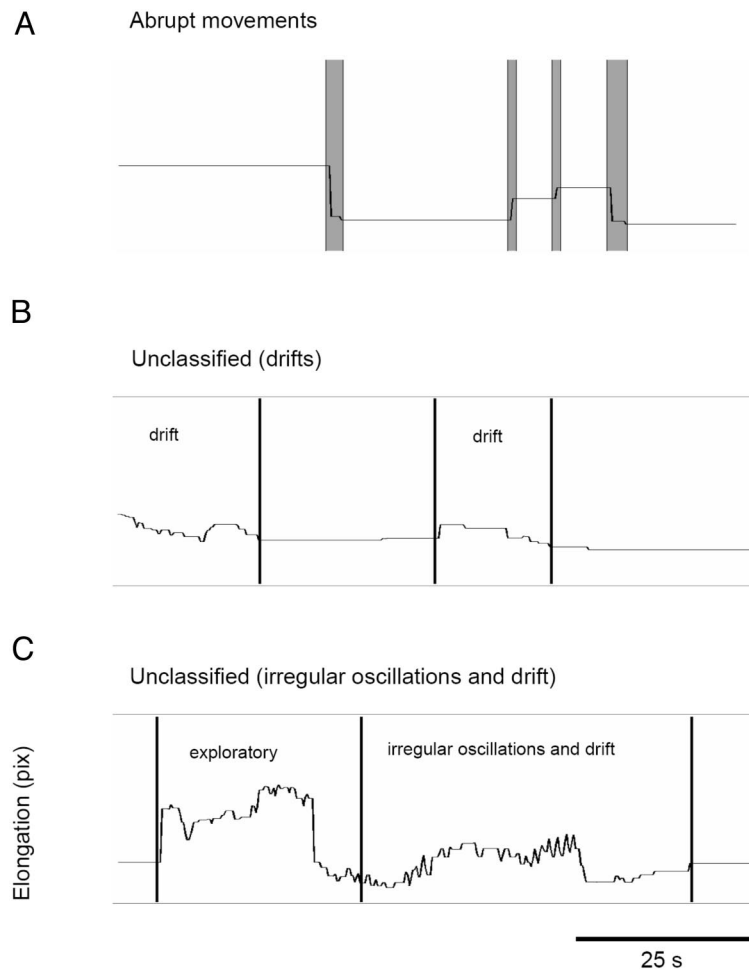 A
Abrupt movements
B
Unclassified (drifts)
drift
drift
C
Unclassified (irregular oscillations and drift)
exploratory
irregular oscillations and drift
Elongation (pix)
25 s